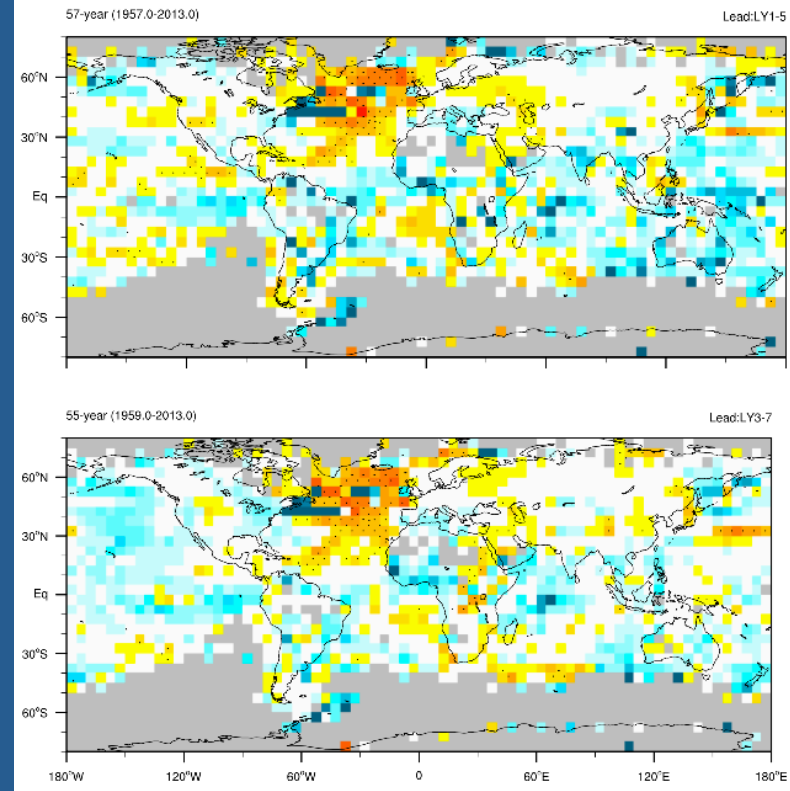 57-year (1957.0-2013.0) Lead:LY1-5
60°N
30°N
Eq
30°S
60°S
55-year (1959.0-2013.0) Lead:LY3-7
60°N
30°N
Eq
30°S
60°S
180°W 120°W 60°W 0 60°E 120°E 180°E